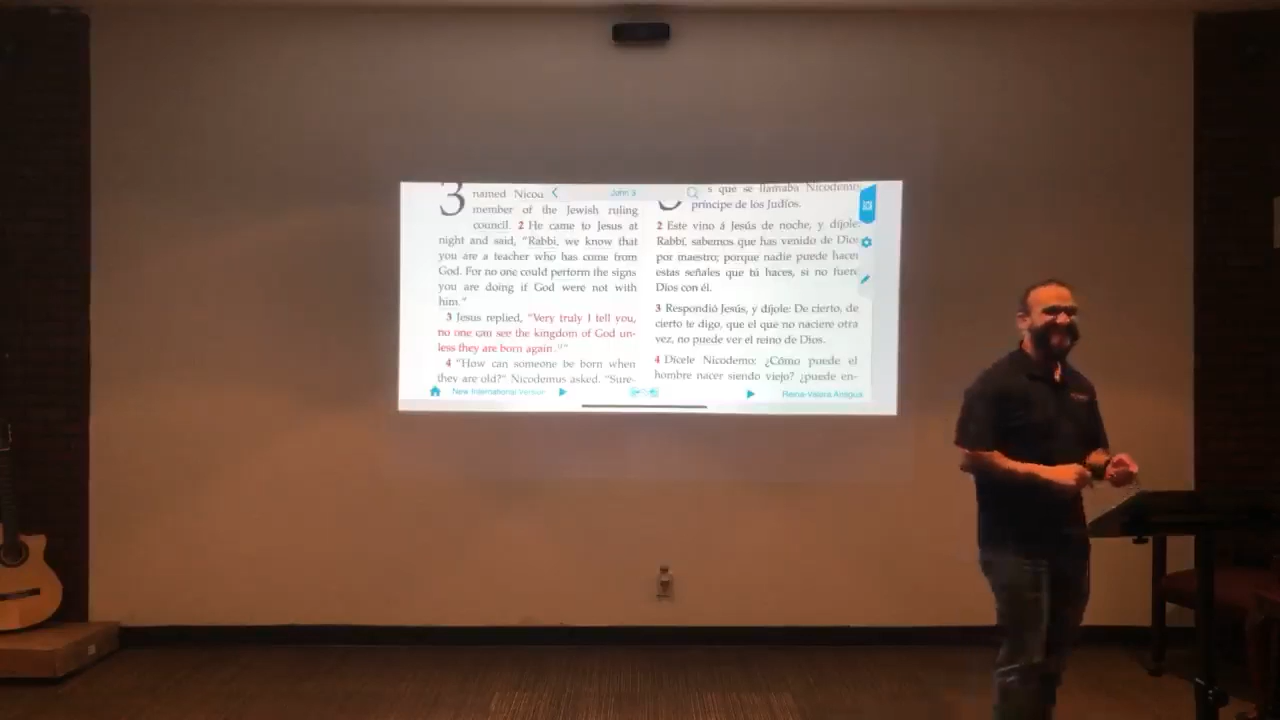 John 3
3
named Nicod
member of the Jewish ruling
council. 2 He came to Jesus at
night and said, “Rabbi, we know that
you are a teacher who has come from
God. For no one could perform the signs
you are doing if God were not with
him.”
3 Jesus replied, “Very truly I tell you,
no one can see the kingdom of God un-
less they are born again.
4 “How can someone be born when
they are old?” Nicodemus asked. “Sure-
New International Version
s que se llamaba Nicodemo,
príncipe de los Judíos.
2 Este vino á Jesús de noche, y díjole:
Rabbí, sabemos que has venido de Dios
por maestro; porque nadie puede hacer
estas señales que tú haces, si no fuere
Dios con él.
3 Respondió Jesús, y díjole: De cierto, de
cierto te digo, que el que no naciere otra
vez, no puede ver el reino de Dios.
4 Dícele Nicodemo: ¿Cómo puede el
hombre nacer siendo viejo? ¿puede en-
Reina-Valera Antigua